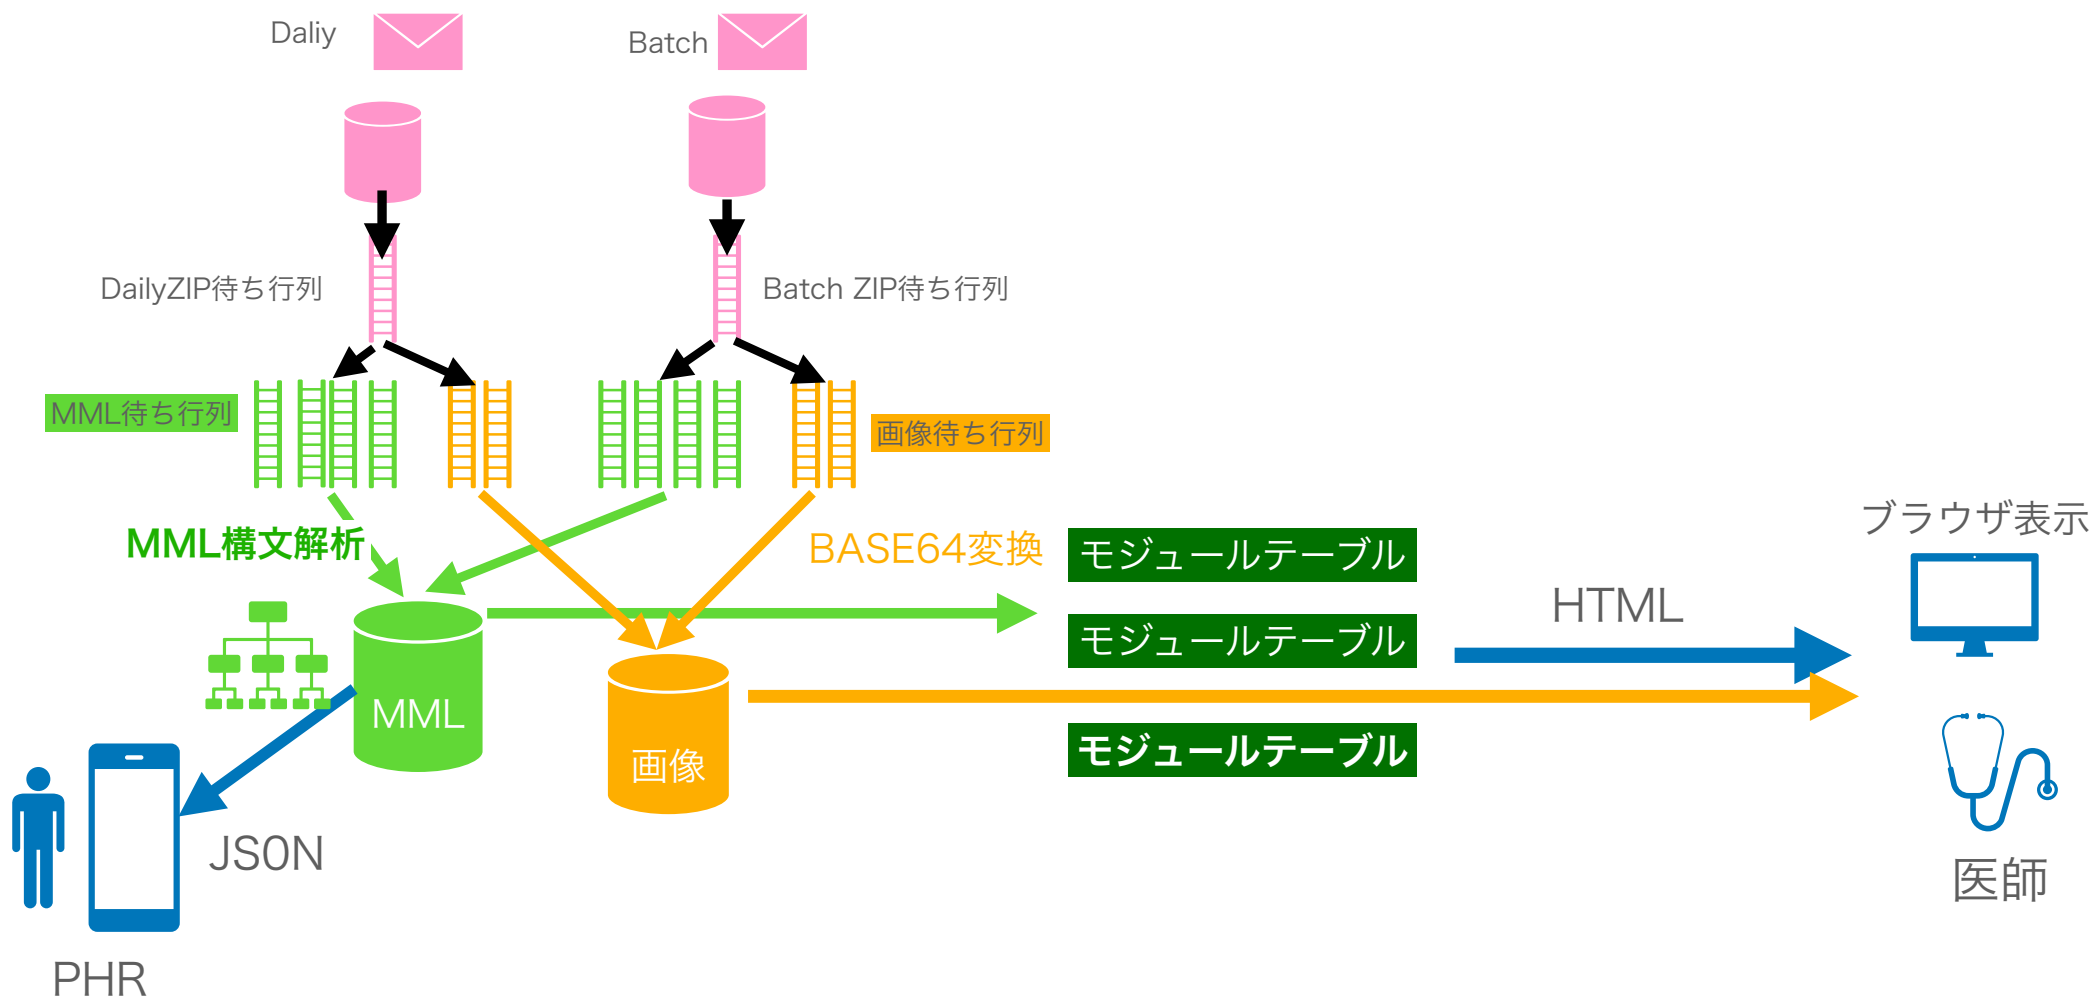 Daliy
Batch
DailyZIP待ち行列
Batch ZIP待ち行列
MML待ち行列
画像待ち行列
MML構文解析
BASE64変換
モジュールテーブル
モジュールテーブル
モジュールテーブル
HTML
ブラウザ表示
MML
画像
JS0N
PHR
医師